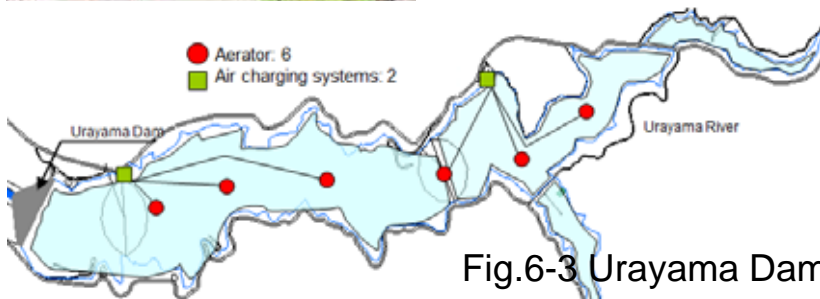 Aerator: 6
Air charging systems: 2
Urayama Dam
Urayama River
Fig.6-3 Urayama Dam